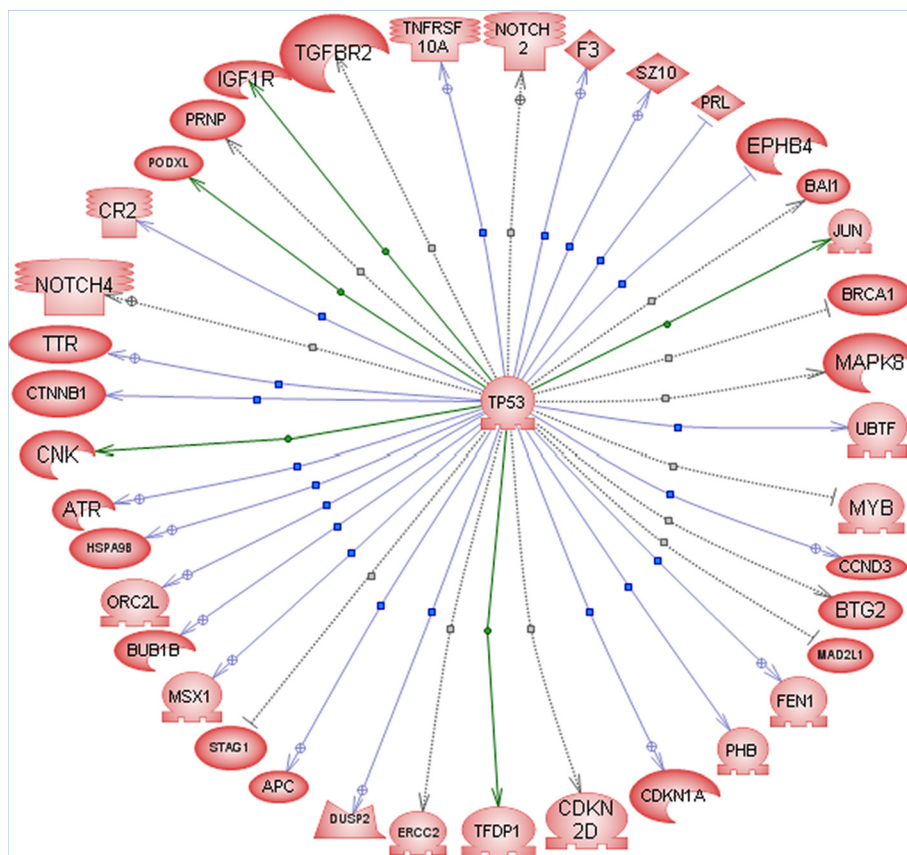 TNFRSF
10A
NOTCH
2
F3
TGFBR2
SZ10
IGF1R
PRL
PRNP
EPHB4
PODXL
BAI1
CR2
JUN
NOTCH4
BRCA1
TTR
MAPK8
CTNNB1
TP53
UBTF
CNK
ATR
MYB
HSPA9B
CCND3
ORC2L
BTG2
BUB1B
MAD2L1
MSX1
FEN1
STAG1
PHB
APC
CDKN1A
DUSP2
ERCC2
TFDP1
CDKN
2D